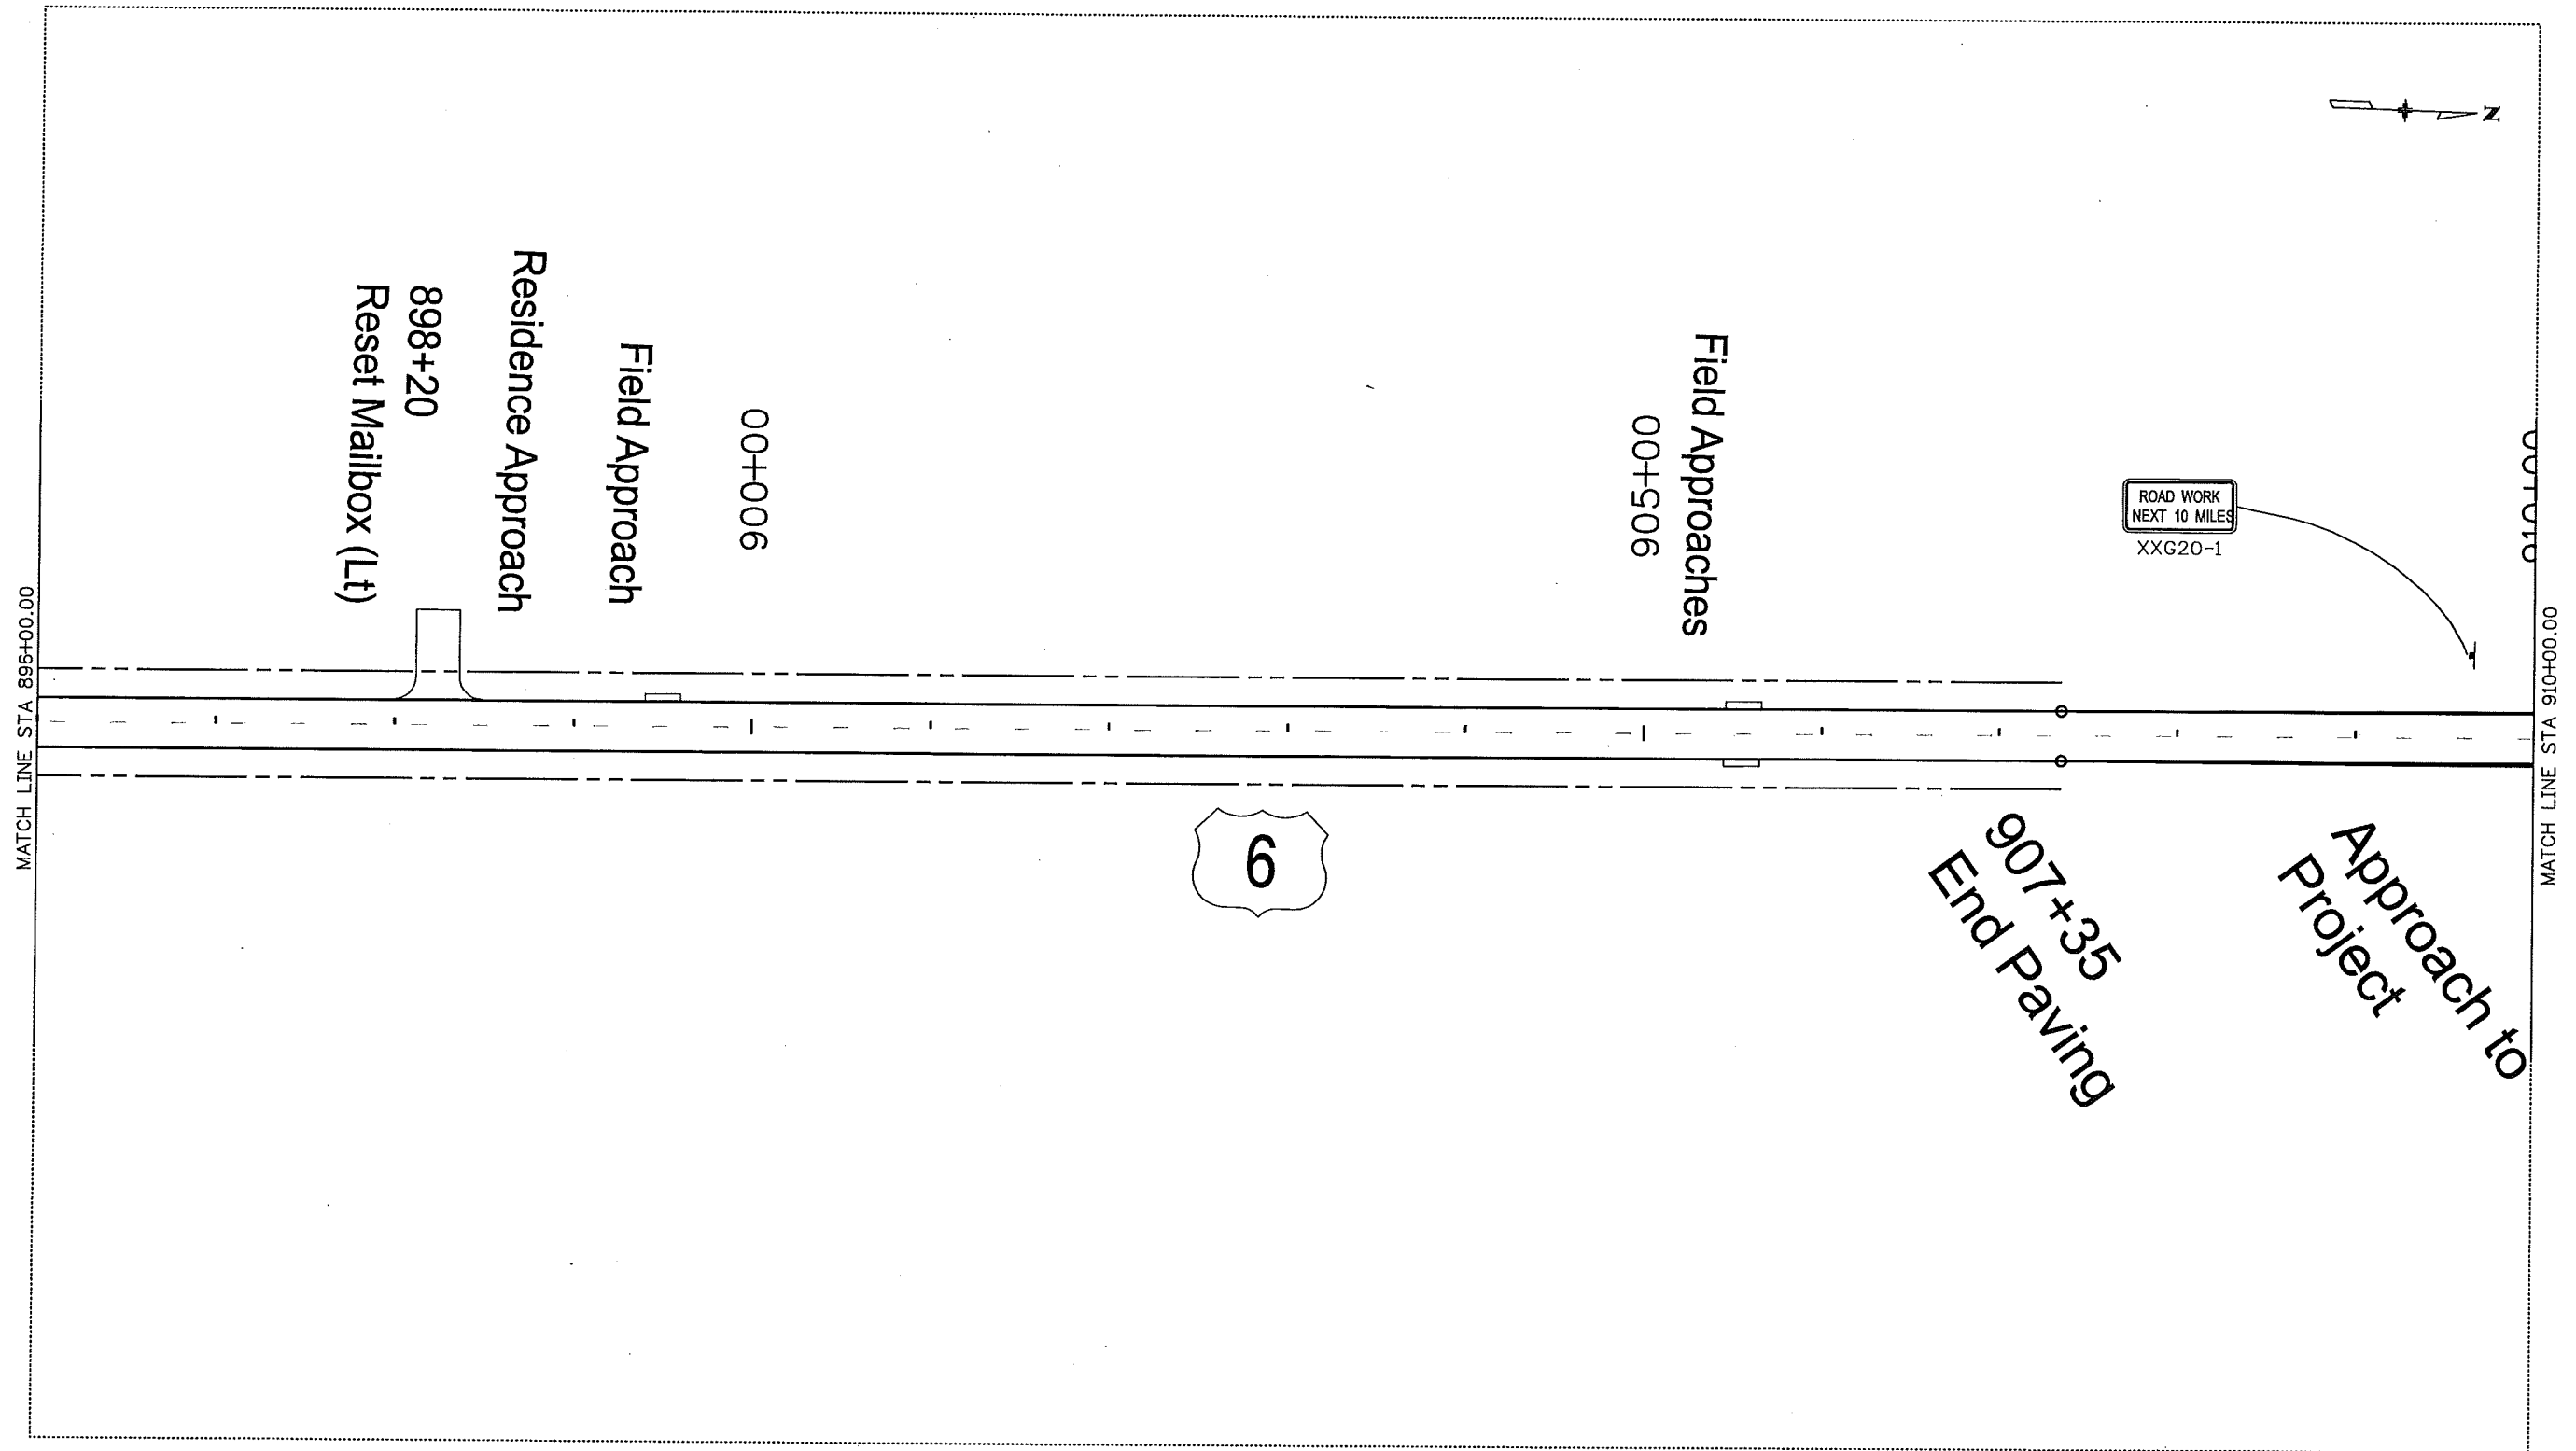 MATCH LINE STA 896+00.00
898+20
Reset Mailbox (Lt)
Residence Approach
Field Approach
900+00
Field Approaches
905+00
ROAD WORK
NEXT 10 MILES
XXG20-1
N
910+00
MATCH LINE STA 910+00.00
6
907+35
End Paving
Approach to
Project